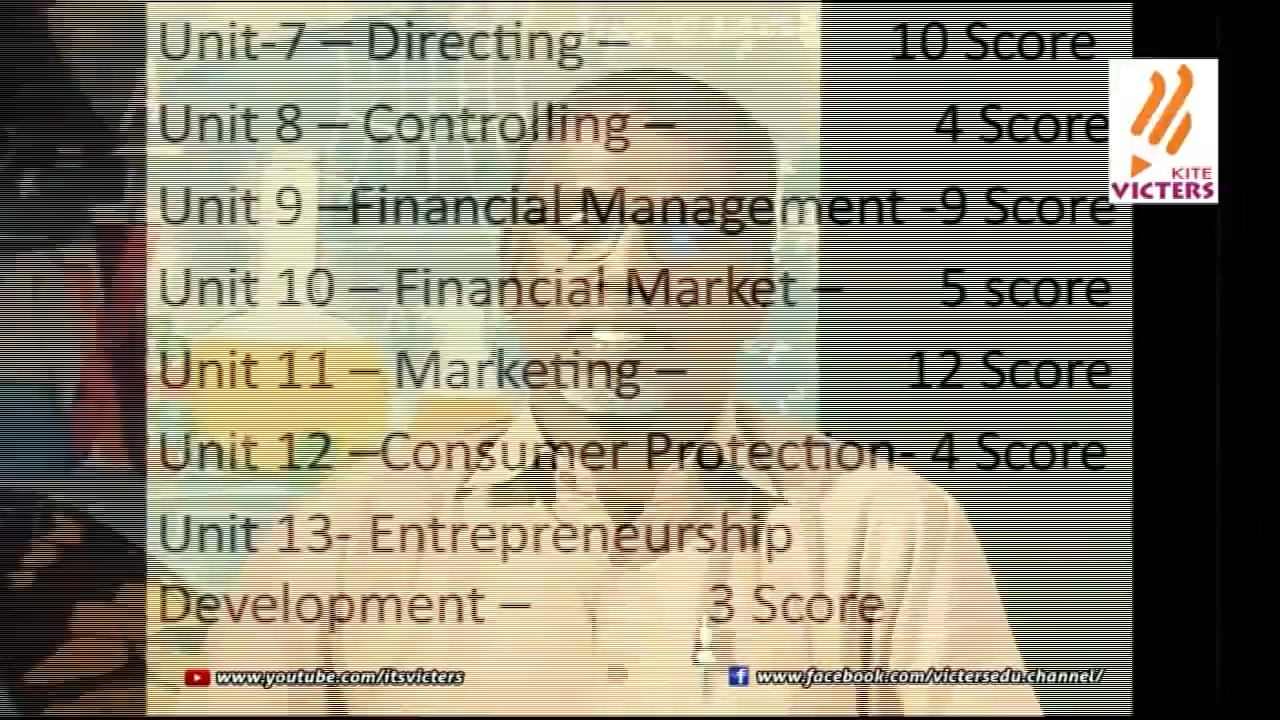 Unit-7 – Directing – 10 Score
Unit 8 – Controlling – 4 Score
Unit 9 –Financial Management -9 Score
Unit 10 – Financial Market – 5 score
Unit 11 – Marketing – 12 Score
Unit 12 –Consumer Protection- 4 Score
Unit 13- Entrepreneurship
Development – 3 Score
KITE
VICTERS
www.youtube.com/itsvicters
www.facebook.com/victersedu.channel/